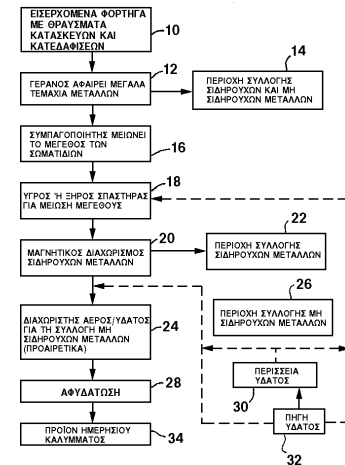 ΕΙΣΕΡΧΟΜΕΝΑ ΦΟΡΤΗΓΑ
ΜΕ ΘΡΑΥΣΜΑΤΑ
ΚΑΤΑΣΚΕΥΩΝ ΚΑΙ
ΚΑΤΕΔΑΦΙΣΕΩΝ
10
12
14
ΓΕΡΑΝΟΣ ΑΦΑΙΡΕΙ ΜΕΓΑΛΑ
ΤΕΜΑΧΙΑ ΜΕΤΑΛΛΩΝ
ΠΕΡΙΟΧΗ ΣΥΛΛΟΓΗΣ
ΣΙΔΗΡΟΥΧΩΝ ΚΑΙ ΜΗ
ΣΙΔΗΡΟΥΧΩΝ ΜΕΤΑΛΛΩΝ
ΣΥΜΠΑΓΟΠΟΙΗΤΗΣ ΜΕΙΩΝΕΙ
ΤΟ ΜΕΓΕΘΟΣ ΤΩΝ
ΣΩΜΑΤΙΔΙΩΝ
16
18
ΥΓΡΟΣ Ή ΞΗΡΟΣ ΣΠΑΣΤΗΡΑΣ
ΓΙΑ ΜΕΙΩΣΗ ΜΕΓΕΘΟΥΣ
20
22
ΜΑΓΝΗΤΙΚΟΣ ΔΙΑΧΩΡΙΣΜΟΣ
ΣΙΔΗΡΟΥΧΩΝ ΜΕΤΑΛΛΩΝ
ΠΕΡΙΟΧΗ ΣΥΛΛΟΓΗΣ
ΣΙΔΗΡΟΥΧΩΝ ΜΕΤΑΛΛΩΝ
26
ΠΕΡΙΟΧΗ ΣΥΛΛΟΓΗΣ ΜΗ
ΣΙΔΗΡΟΥΧΩΝ ΜΕΤΑΛΛΩΝ
ΔΙΑΧΩΡΙΣΤΗΣ ΑΕΡΟΣ/ΥΔΑΤΟΣ
ΓΙΑ ΤΗ ΣΥΛΛΟΓΗ ΜΗ
ΣΙΔΗΡΟΥΧΩΝ ΜΕΤΑΛΛΩΝ
(ΠΡΟΑΙΡΕΤΙΚΑ)
24
ΑΦΥΔΑΤΩΣΗ
28
ΠΕΡΙΣΣΕΙΑ
ΥΔΑΤΟΣ
30
ΠΡΟΪΟΝ ΗΜΕΡΗΣΙΟΥ
ΚΑΛΥΜΜΑΤΟΣ
34
ΠΗΓΗ
ΥΔΑΤΟΣ
32